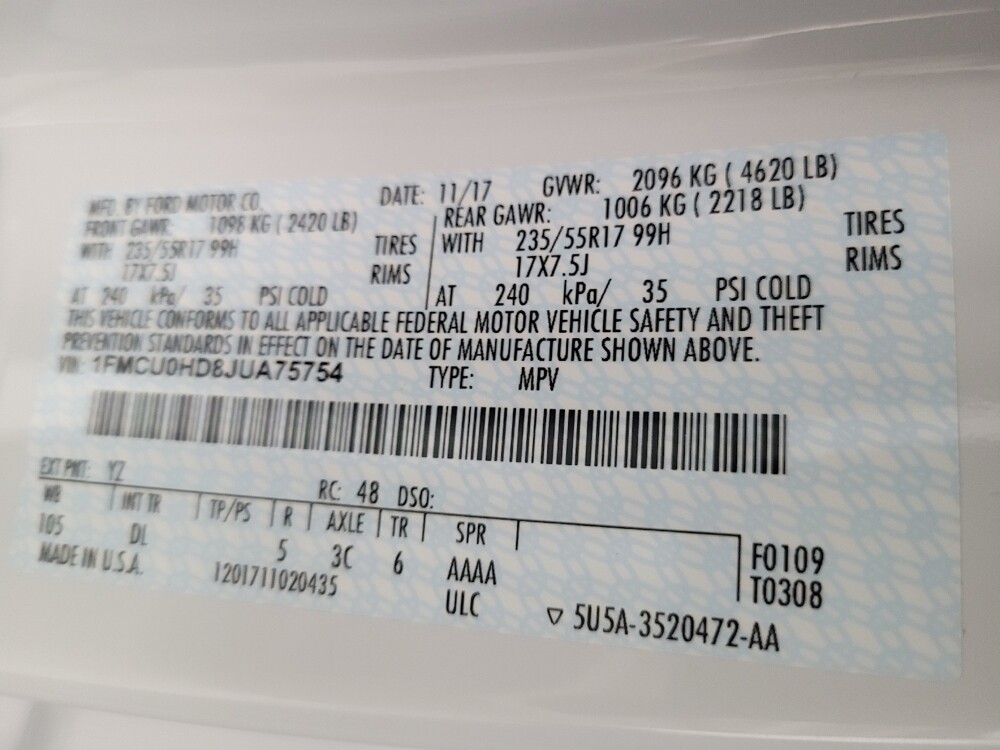 MFD. BY FORD MOTOR CO. DATE: 11/17 GVWR: 2096 KG ( 4620 LB)
FRONT GAWR: 1098 KG ( 2420 LB) REAR GAWR: 1006 KG ( 2218 LB)
WITH 235/55R17 99H TIRES WITH 235/55R17 99H TIRES
17X7.5J RIMS 17X7.5J RIMS
AT 240 kPa/ 35 PSI COLD AT 240 kPa/ 35 PSI COLD
THIS VEHICLE CONFORMS TO ALL APPLICABLE FEDERAL MOTOR VEHICLE SAFETY AND THEFT
PREVENTION STANDARDS IN EFFECT ON THE DATE OF MANUFACTURE SHOWN ABOVE.
VIN: 1FMCU0HD8JUA75754 TYPE: MPV
EXT PNT: YZ RC: 48 DSO:
WB INT TR TP/PS R AXLE TR SPR
105 DL 5 3C 6 AAAA F0109
MADE IN U.S.A. 1201711020435 ULC T0308
▽ 5U5A-3520472-AA